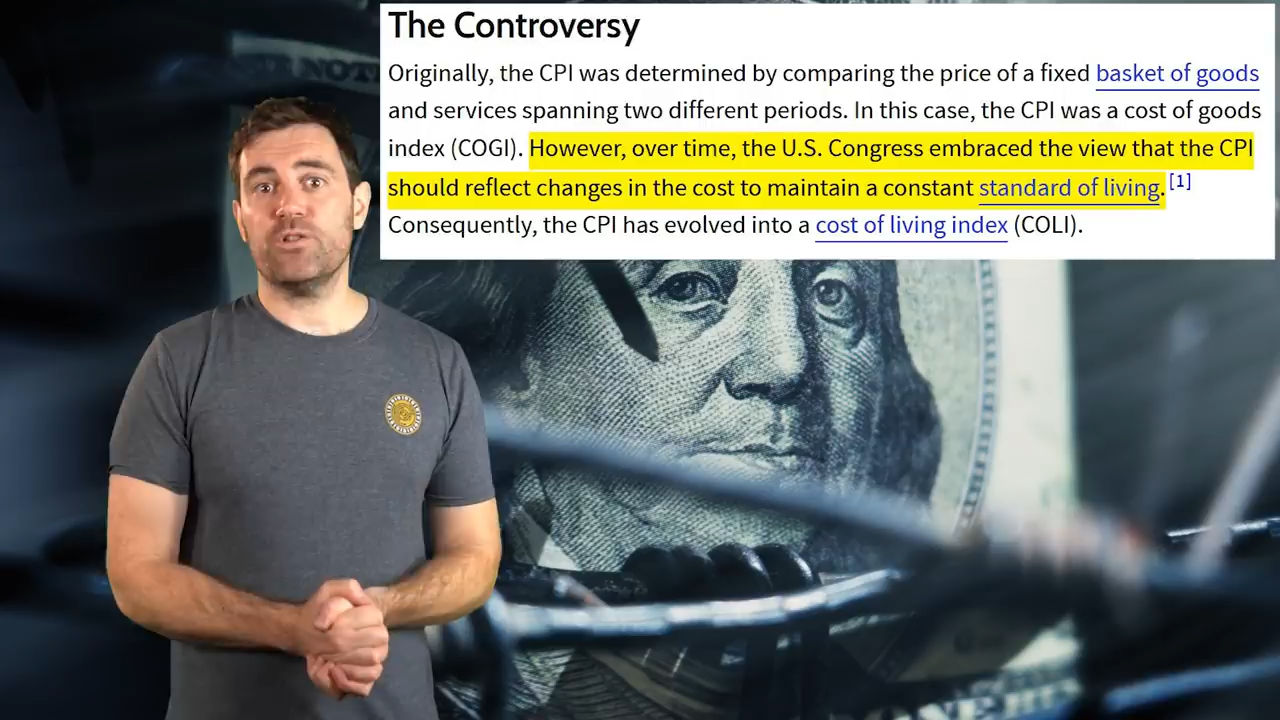 The Controversy
Originally, the CPI was determined by comparing the price of a fixed basket of goods
and services spanning two different periods. In this case, the CPI was a cost of goods
index (COGI). However, over time, the U.S. Congress embraced the view that the CPI
should reflect changes in the cost to maintain a constant standard of living.[1]
Consequently, the CPI has evolved into a cost of living index (COLI).